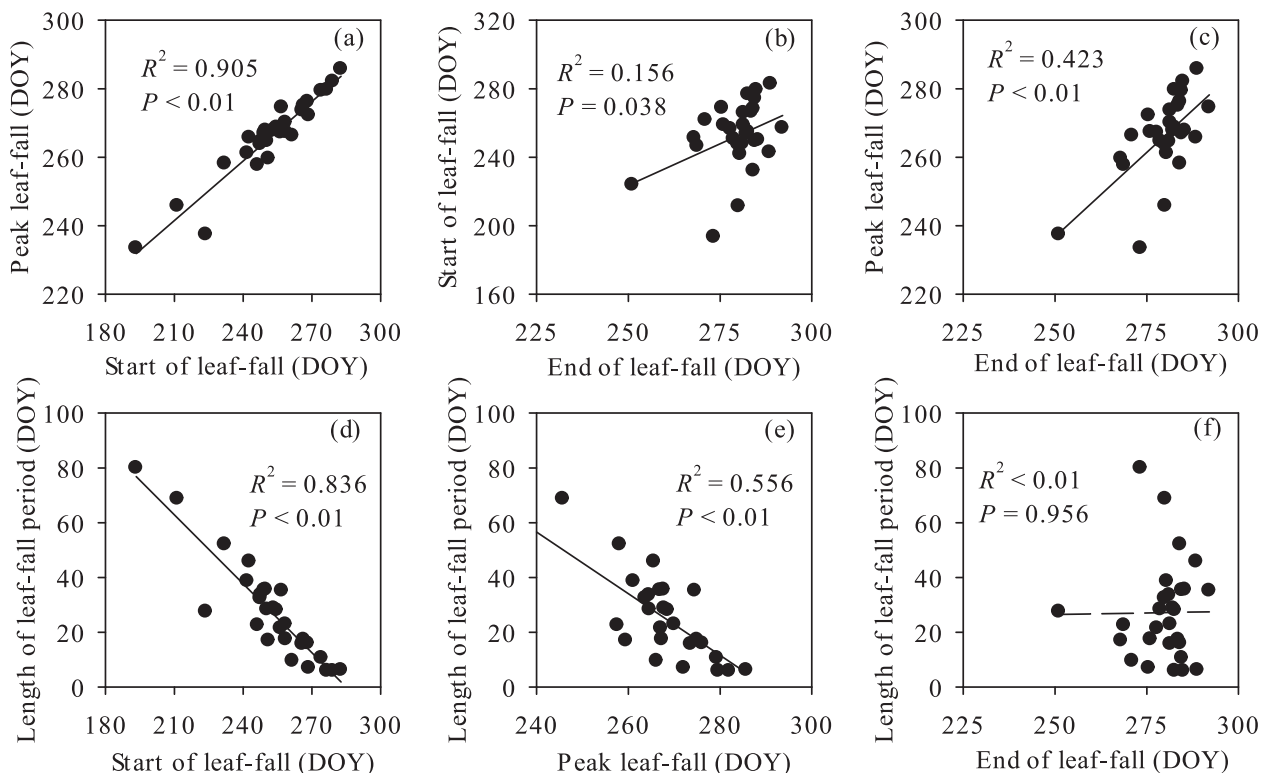 (a)
R² = 0.905
P < 0.01
Peak leaf-fall (DOY)
300
280
260
240
220
180 210 240 270 300
Start of leaf-fall (DOY)
(b)
R² = 0.156
P = 0.038
Start of leaf-fall (DOY)
320
280
240
200
160
225 250 275 300
End of leaf-fall (DOY)
(c)
R² = 0.423
P < 0.01
Peak leaf-fall (DOY)
300
280
260
240
220
225 250 275 300
End of leaf-fall (DOY)
(d)
R² = 0.836
P < 0.01
Length of leaf-fall period (DOY)
100
80
60
40
20
0
180 210 240 270 300
Start of leaf-fall (DOY)
(e)
R² = 0.556
P < 0.01
Length of leaf-fall period (DOY)
100
80
60
40
20
0
240 260 280 300
Peak leaf-fall (DOY)
(f)
R² < 0.01
P = 0.956
Length of leaf-fall period (DOY)
100
80
60
40
20
0
225 250 275 300
End of leaf-fall (DOY)